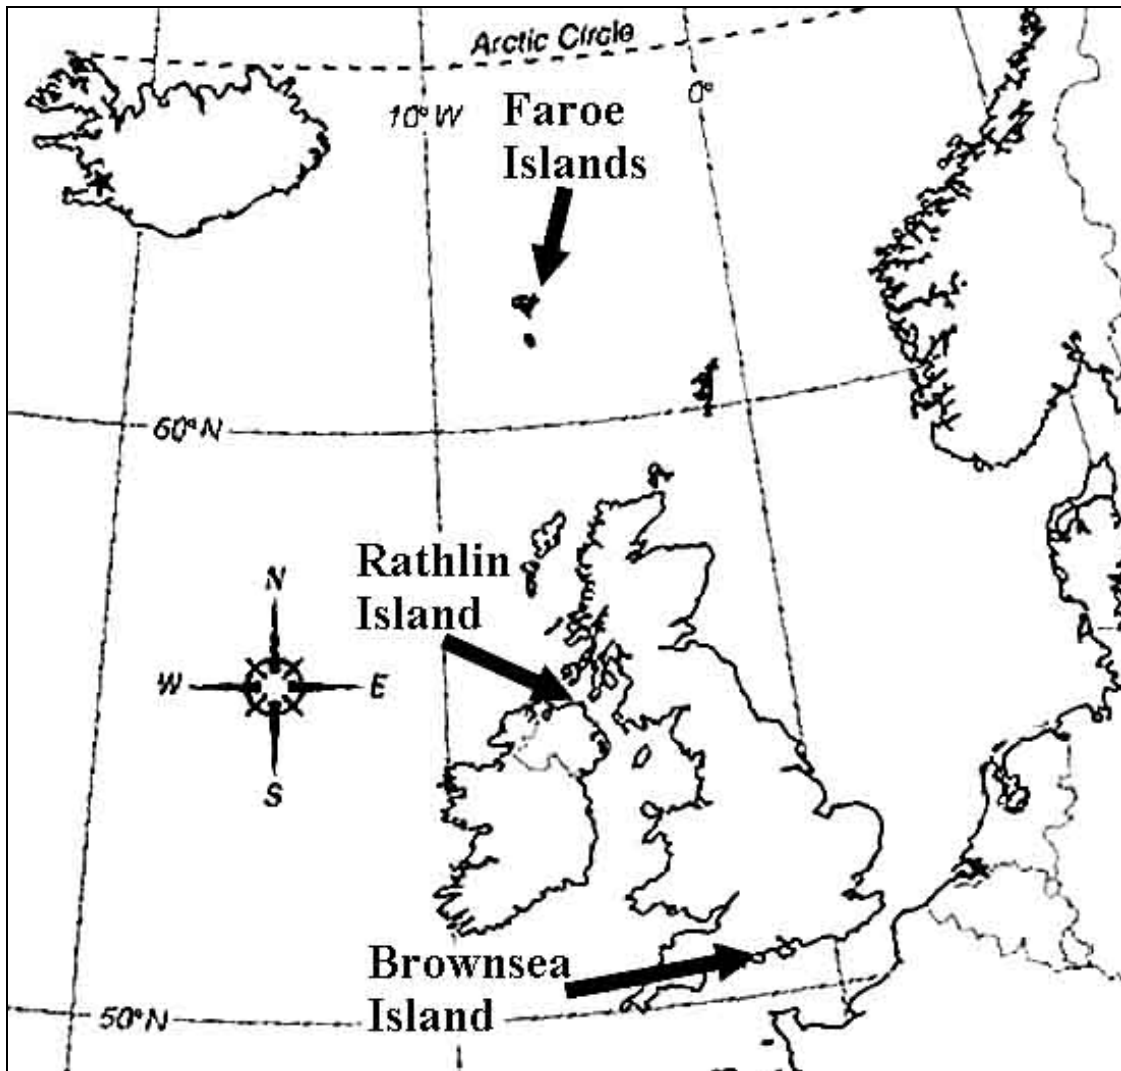 Arctic Circle
10° W
0°
Faroe
Islands
60° N
Rathlin
Island
N
W
E
S
Brownsea
Island
50° N